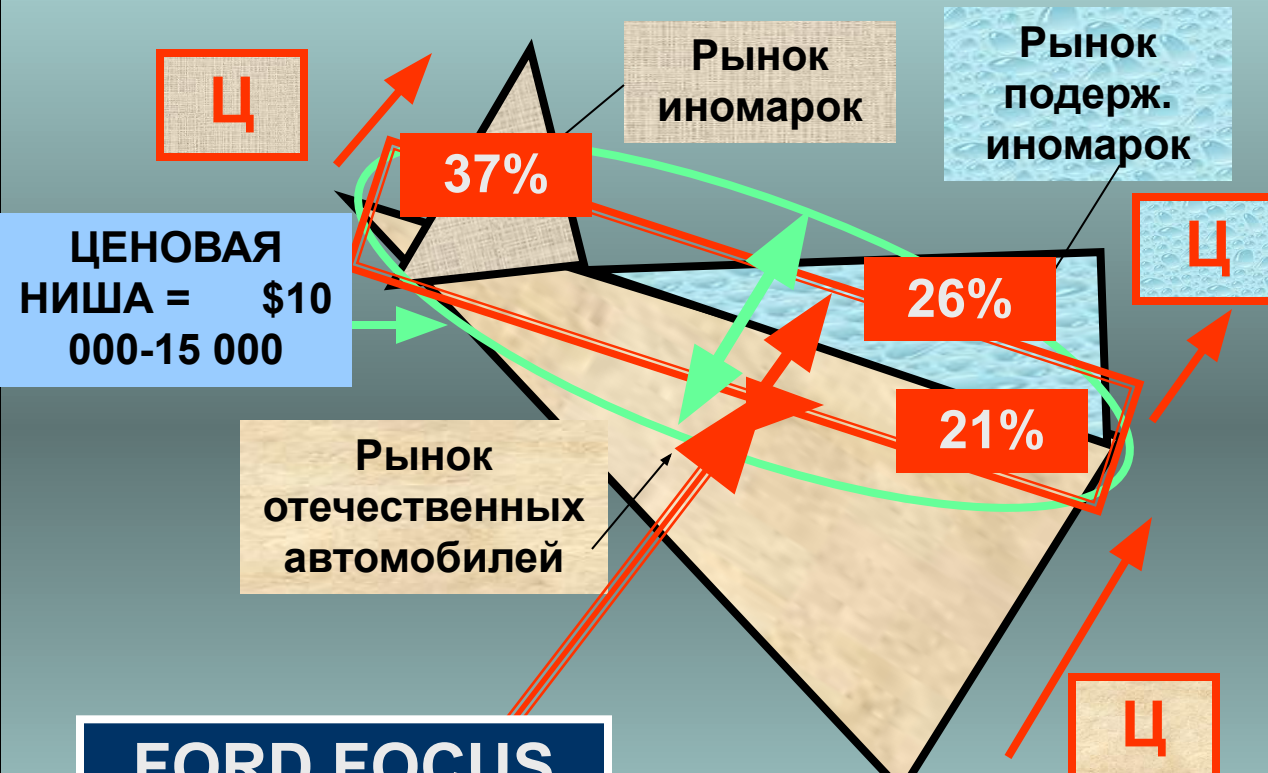 Ц
Рынок
иномарок
Рынок
подерж.
иномарок
37%
ЦЕНОВАЯ
НИША = $10
000-15 000
Ц
26%
21%
Рынок
отечественных
автомобилей
Ц
FORD FOCUS